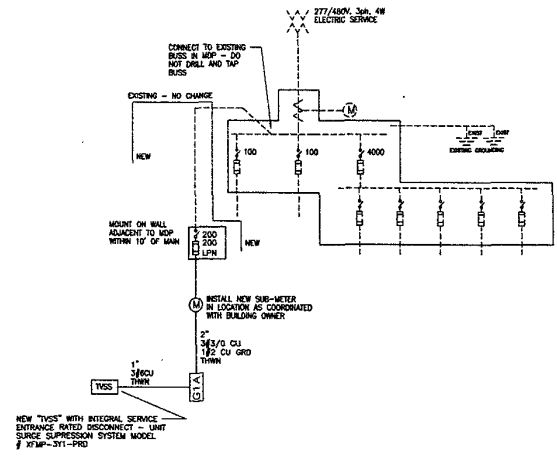 277/480V, 3ph, 4W
ELECTRIC SERVICE
CONNECT TO EXISTING
BUSS IN MDP - DO
NOT DRILL AND TAP
BUSS
EXISTING - NO CHANGE
M
NEW
100
100
4000
EXIST
EXIST
EXISTING GROUNDING
MOUNT ON WALL
ADJACENT TO MDP
WITHIN 10' OF MAIN
200
200
LPN
NEW
M
INSTALL NEW SUB-METER
IN LOCATION AS COORDINATED
WITH BUILDING OWNER
2"
3#3/0 CU
1#2 CU GRD
THWN
1"
3#6CU
THWN
TVSS
G1A
NEW "TVSS" WITH INTEGRAL SERVICE
ENTRANCE RATED DISCONNECT - UNIT
SURGE SUPRESSION SYSTEM MODEL
# XFMP-3Y1-PRD